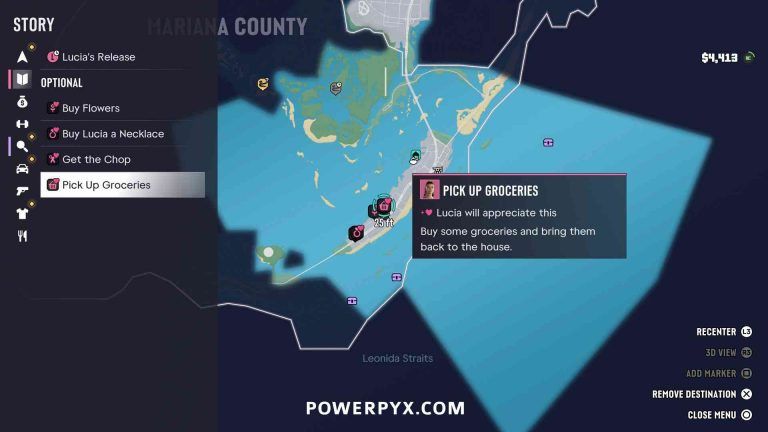 STORY
MARIANA COUNTY
$4,413
Lucia's Release
OPTIONAL
Buy Flowers
Buy Lucia a Necklace
Get the Chop
Pick Up Groceries
25 ft
PICK UP GROCERIES
Lucia will appreciate this
Buy some groceries and bring them
back to the house.
Leonida Straits
RECENTER L3
3D VIEW R3
ADD MARKER
REMOVE DESTINATION
CLOSE MENU
POWERPYX.COM